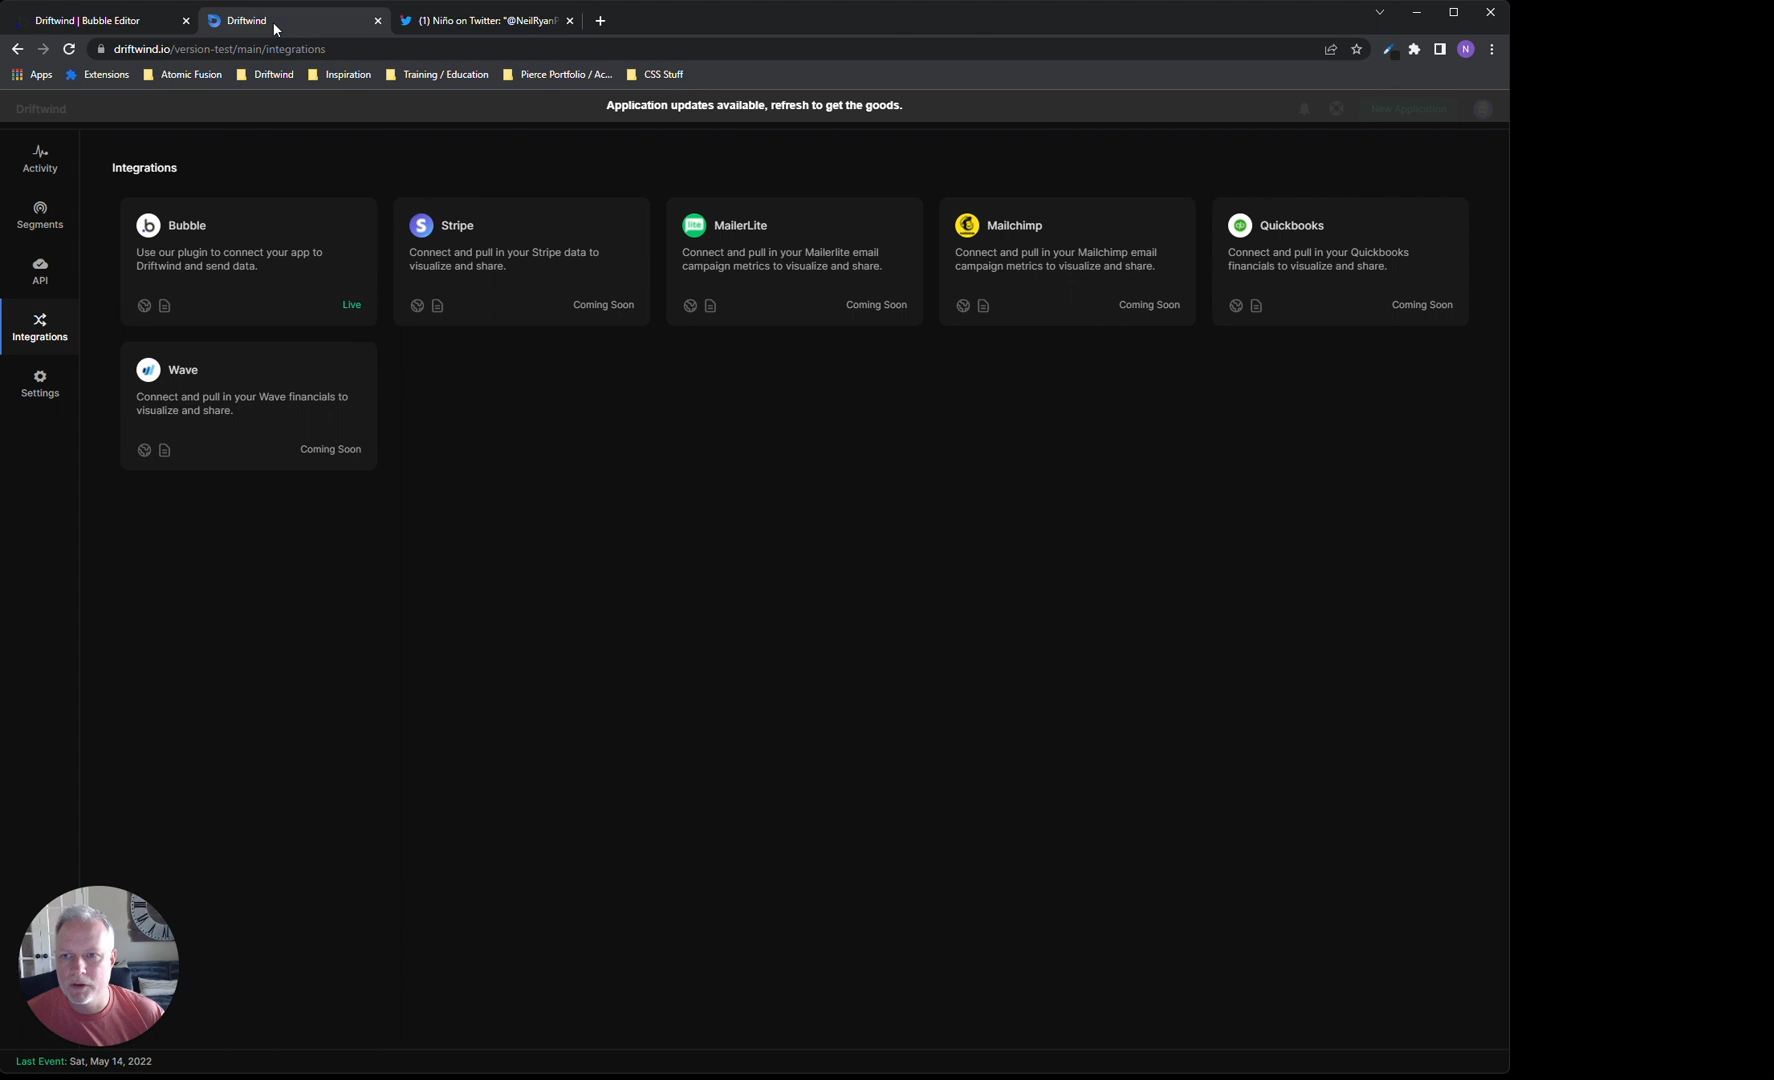 Driftwind | Bubble Editor
Driftwind
(1) Niño on Twitter: "@NeilRyanP
driftwind.io/version-test/main/integrations
N
Apps
Extensions
Atomic Fusion
Driftwind
Inspiration
Training / Education
Pierce Portfolio / Ac...
CSS Stuff
Driftwind
Application updates available, refresh to get the goods.
New Application
Activity
Segments
API
Integrations
Settings
Integrations
Bubble
Use our plugin to connect your app to
Driftwind and send data.
Live
Stripe
Connect and pull in your Stripe data to
visualize and share.
Coming Soon
MailerLite
Connect and pull in your Mailerlite email
campaign metrics to visualize and share.
Coming Soon
Mailchimp
Connect and pull in your Mailchimp email
campaign metrics to visualize and share.
Coming Soon
Quickbooks
Connect and pull in your Quickbooks
financials to visualize and share.
Coming Soon
Wave
Connect and pull in your Wave financials to
visualize and share.
Coming Soon
Last Event: Sat, May 14, 2022